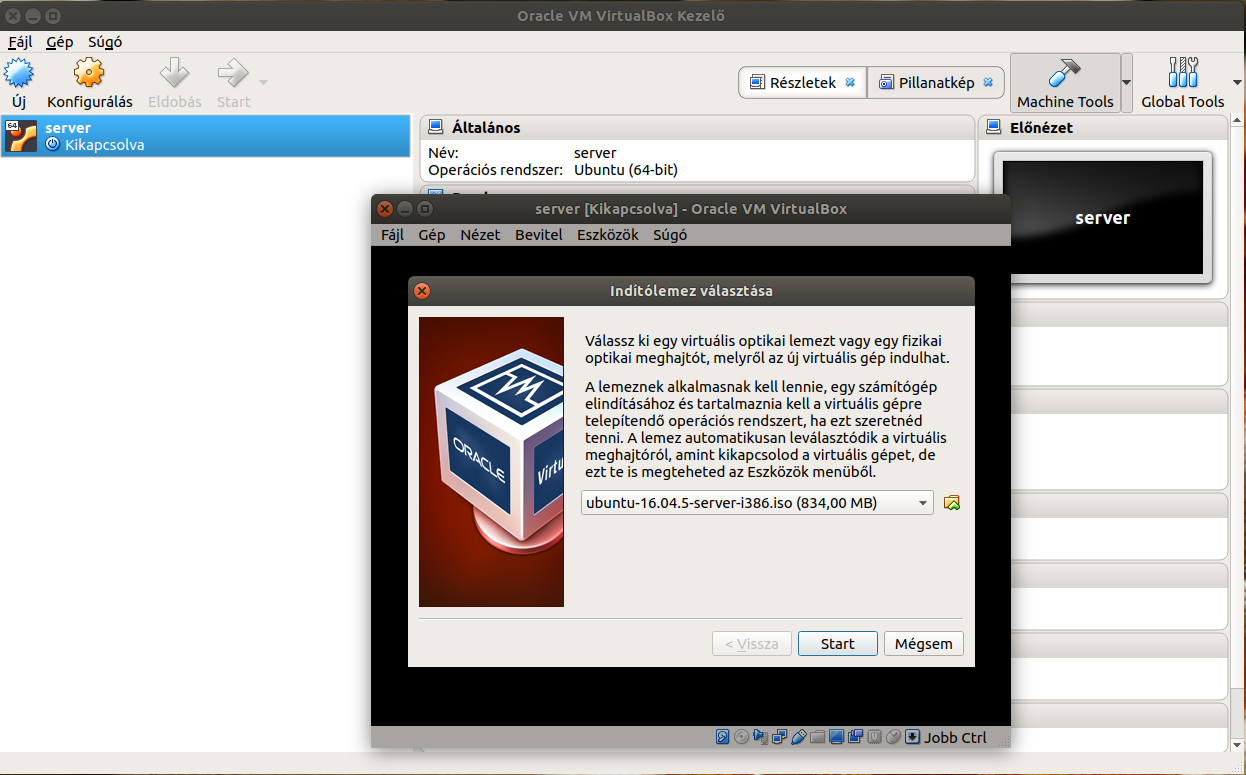 Oracle VM VirtualBox Kezelő
Fájl Gép Súgó
Új Konfigurálás Eldobás Start
Részletek Pillanatkép Machine Tools Global Tools
64
server
Kikapcsolva
Általános
Név: server
Operációs rendszer: Ubuntu (64-bit)
Előnézet
server
server [Kikapcsolva] - Oracle VM VirtualBox
Fájl Gép Nézet Bevitel Eszközök Súgó
Indítólemez választása
ORACLE
Virtu
Válassz ki egy virtuális optikai lemezt vagy egy fizikai
optikai meghajtót, melyről az új virtuális gép indulhat.
A lemeznek alkalmasnak kell lennie, egy számítógép
elindításához és tartalmaznia kell a virtuális gépre
telepítendő operációs rendszert, ha ezt szeretnéd
tenni. A lemez automatikusan leválasztódik a virtuális
meghajtóról, amint kikapcsolod a virtuális gépet, de
ezt te is megteheted az Eszközök menüből.
ubuntu-16.04.5-server-i386.iso (834,00 MB)
< Vissza Start Mégsem
Jobb Ctrl